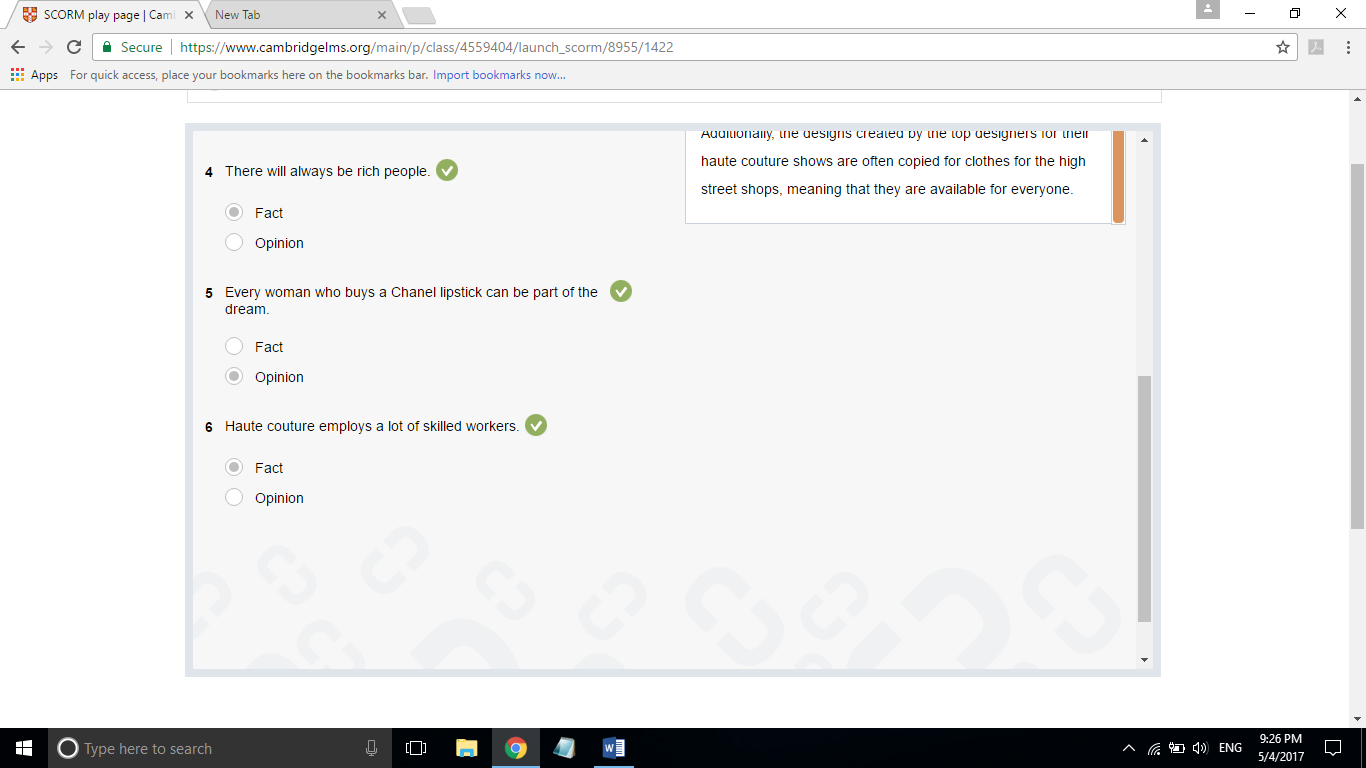 SCORM play page | Cam
New Tab
Secure
https://www.cambridgelms.org/main/p/class/4559404/launch_scorm/8955/1422
Apps
For quick access, place your bookmarks here on the bookmarks bar. Import bookmarks now...
Additionally, the designs created by the top designers for their
haute couture shows are often copied for clothes for the high
street shops, meaning that they are available for everyone.
4 There will always be rich people.
Fact
Opinion
5 Every woman who buys a Chanel lipstick can be part of the
dream.
Fact
Opinion
6 Haute couture employs a lot of skilled workers.
Fact
Opinion
Type here to search
ENG
9:26 PM
5/4/2017